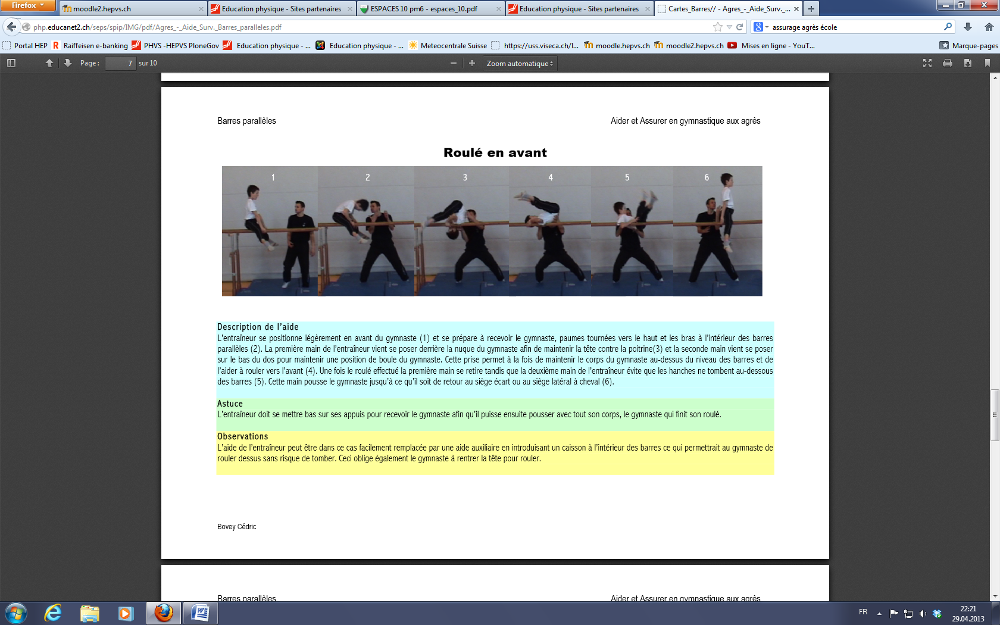 Firefox
moodle2.hepvs.ch
Education physique - Sites partenaires
ESPACES 10 pm6 - espaces_10.pdf
Education physique - Sites partenaires
Cartes_Barres// - Agres_-_Aide_Surv._...
php.educanet2.ch/seps/spip/IMG/pdf/Agres_-_Aide_Surv._Barres_paralleles.pdf
assurage agrès école
Portal HEP
Raiffeisen e-banking
PHVS -HEPVS PloneGov
Education physique - ...
Education physique - ...
Meteocentrale Suisse
https://uss.viseca.ch/l...
moodle.hepvs.ch
moodle2.hepvs.ch
Mises en ligne - YouT...
Marque-pages
Page : 7 sur 10
Zoom automatique
Barres parallèles
Aider et Assurer en gymnastique aux agrès
Roulé en avant
1 2 3 4 5 6
Description de l'aide
L'entraîneur se positionne légèrement en avant du gymnaste (1) et se prépare à recevoir le gymnaste, paumes tournées vers le haut et les bras à l'intérieur des barres
parallèles (2). La première main de l'entraîneur vient se poser derrière la nuque du gymnaste afin de maintenir la tête contre la poitrine(3) et la seconde main vient se poser
sur le bas du dos pour maintenir une position de boule du gymnaste. Cette prise permet à la fois de maintenir le corps du gymnaste au-dessus du niveau des barres et de
l'aider à rouler vers l'avant (4). Une fois le roulé effectué la première main se retire tandis que la deuxième main de l'entraîneur évite que les hanches ne tombent au-dessous
des barres (5). Cette main pousse le gymnaste jusqu'à ce qu'il soit de retour au siège écart ou au siège latéral à cheval (6).
Astuce
L'entraîneur doit se mettre bas sur ses appuis pour recevoir le gymnaste afin qu'il puisse ensuite pousser avec tout son corps, le gymnaste qui finit son roulé.
Observations
L'aide de l'entraîneur peut être dans ce cas facilement remplacée par une aide auxiliaire en introduisant un caisson à l'intérieur des barres ce qui permettrait au gymnaste de
rouler dessus sans risque de tomber. Ceci oblige également le gymnaste à rentrer la tête pour rouler.
Bovey Cédric
Barres parallèles
Aider et Assurer en gymnastique aux agrès
FR
22:21
29.04.2013